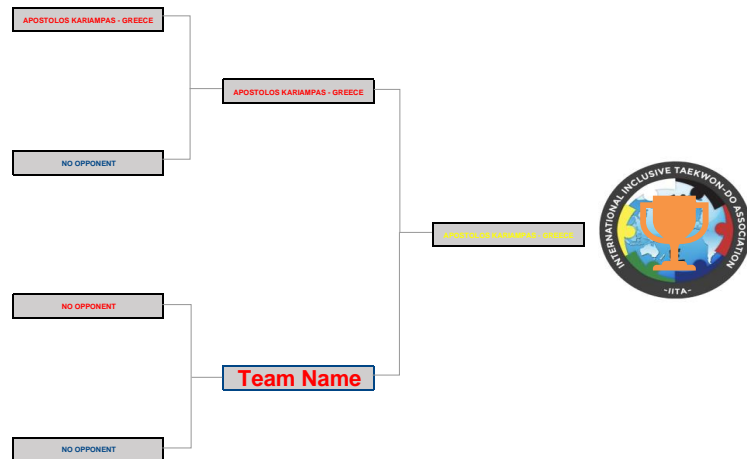 APOSTOLOS KARIAMPAS - GREECE
APOSTOLOS KARIAMPAS - GREECE
NO OPPONENT
INTERNATIONAL INCLUSIVE TAEKWON-DO ASSOCIATION
-IITA-
APOSTOLOS KARIAMPAS - GREECE
NO OPPONENT
Team Name
NO OPPONENT